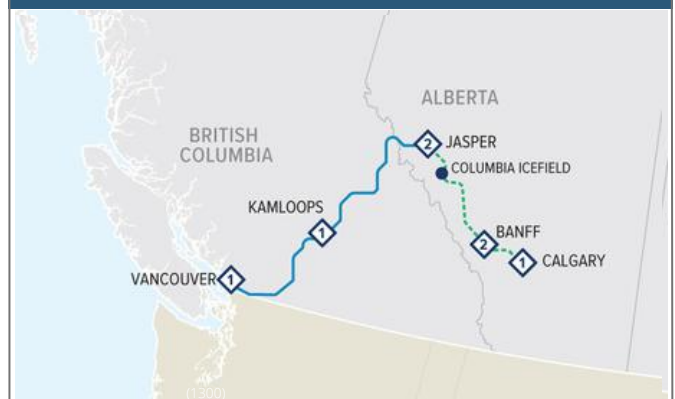 ALBERTA
BRITISH
COLUMBIA
2
JASPER
COLUMBIA ICEFIELD
KAMLOOPS
1
BANFF
2
1
CALGARY
VANCOUVER
1
(1300)